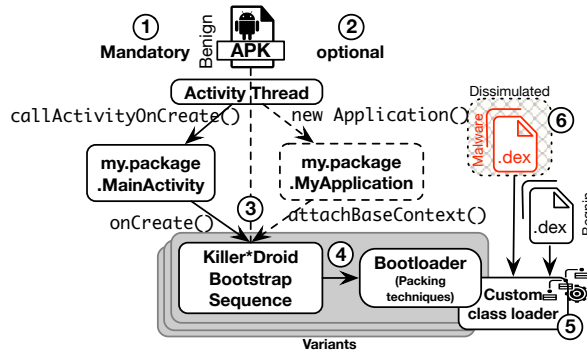 1
2
Mandatory
Benign
APK
optional
Activity Thread
callActivityOnCreate()
new Application()
Dissimulated
6
Malware
.dex
my.package
.MainActivity
my.package
.MyApplication
3
onCreate()
attachBaseContext()
.dex
Begnin
Killer*Droid
Bootstrap
Sequence
4
Bootloader
(Packing
techniques)
Custom
class loader
5
Variants